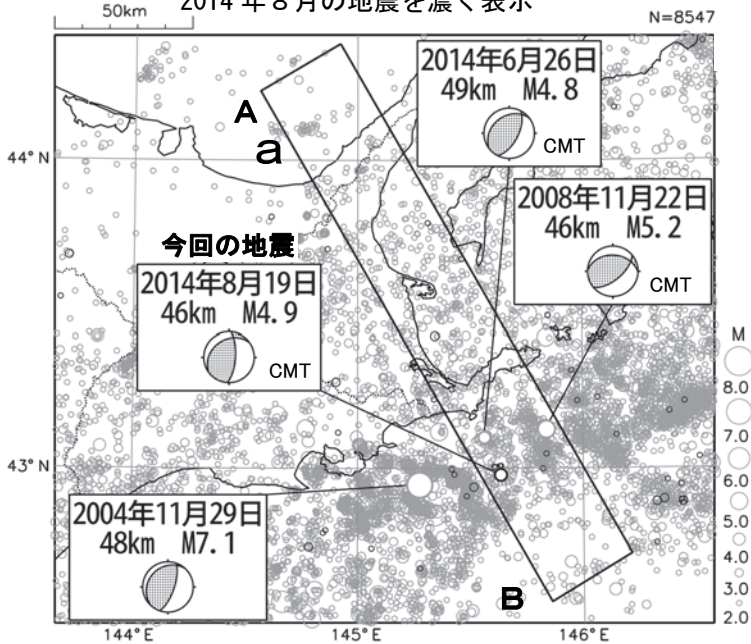 2014年8月の地震を濃く表示
50km
N=8547
2014年6月26日
49km M4.8
CMT
A
a
44°N
2008年11月22日
46km M5.2
CMT
今回の地震
2014年8月19日
46km M4.9
CMT
M
8.0
7.0
6.0
5.0
4.0
3.0
2.0
43°N
2004年11月29日
48km M7.1
B
144°E
145°E
146°E